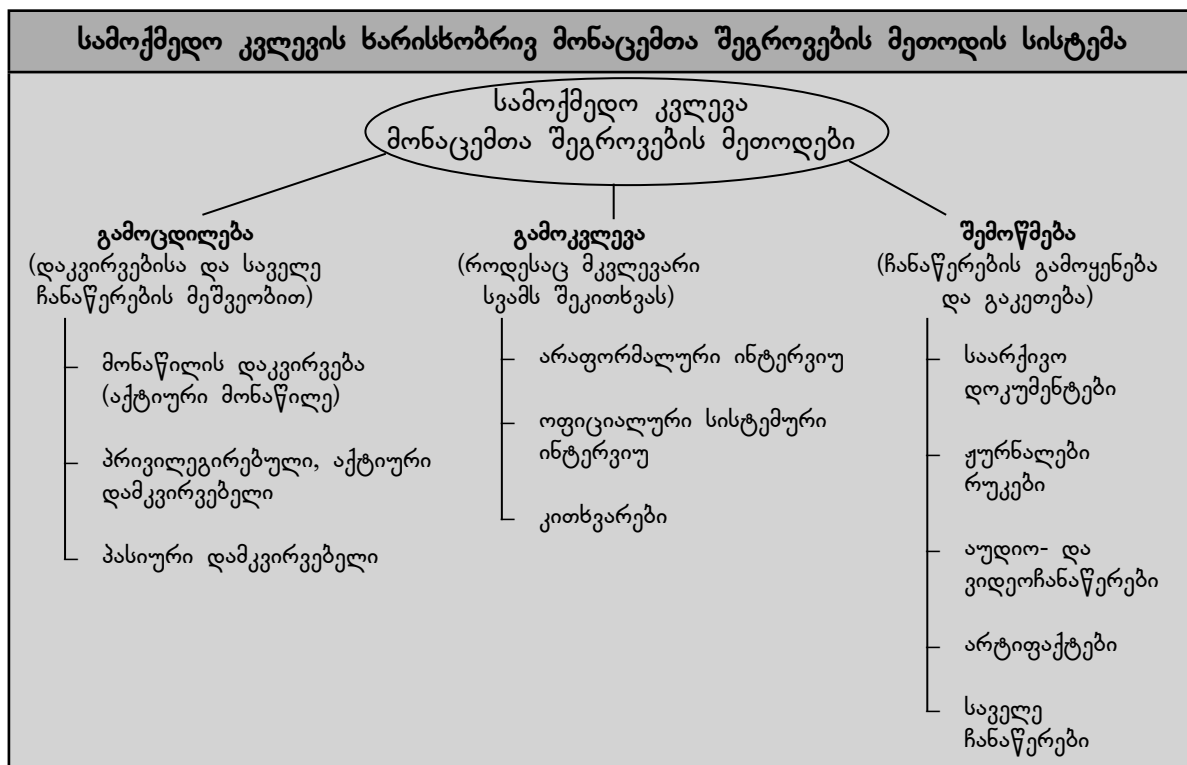 სამოქმედო კვლევის ხარისხობრივ მონაცემთა შეგროვების მეთოდის სისტემა
სამოქმედო კვლევა
მონაცემთა შეგროვების მეთოდები
გამოცდილება
(დაკვირვებისა და საველე
ჩანაწერების მეშვეობით)
მონაწილის დაკვირვება
(აქტიური მონაწილე)
პრივილეგირებული, აქტიური
დამკვირვებელი
პასიური დამკვირვებელი
გამოკვლევა
(როდესაც მკვლევარი
სვამს შეკითხვას)
არაფორმალური ინტერვიუ
ოფიციალური სისტემური
ინტერვიუ
კითხვარები
შემოწმება
(ჩანაწერების გამოყენება
და გაკეთება)
საარქივო
დოკუმენტები
ჟურნალები
რუკები
აუდიო- და
ვიდეოჩანაწერები
არტიფაქტები
საველე
ჩანაწერები